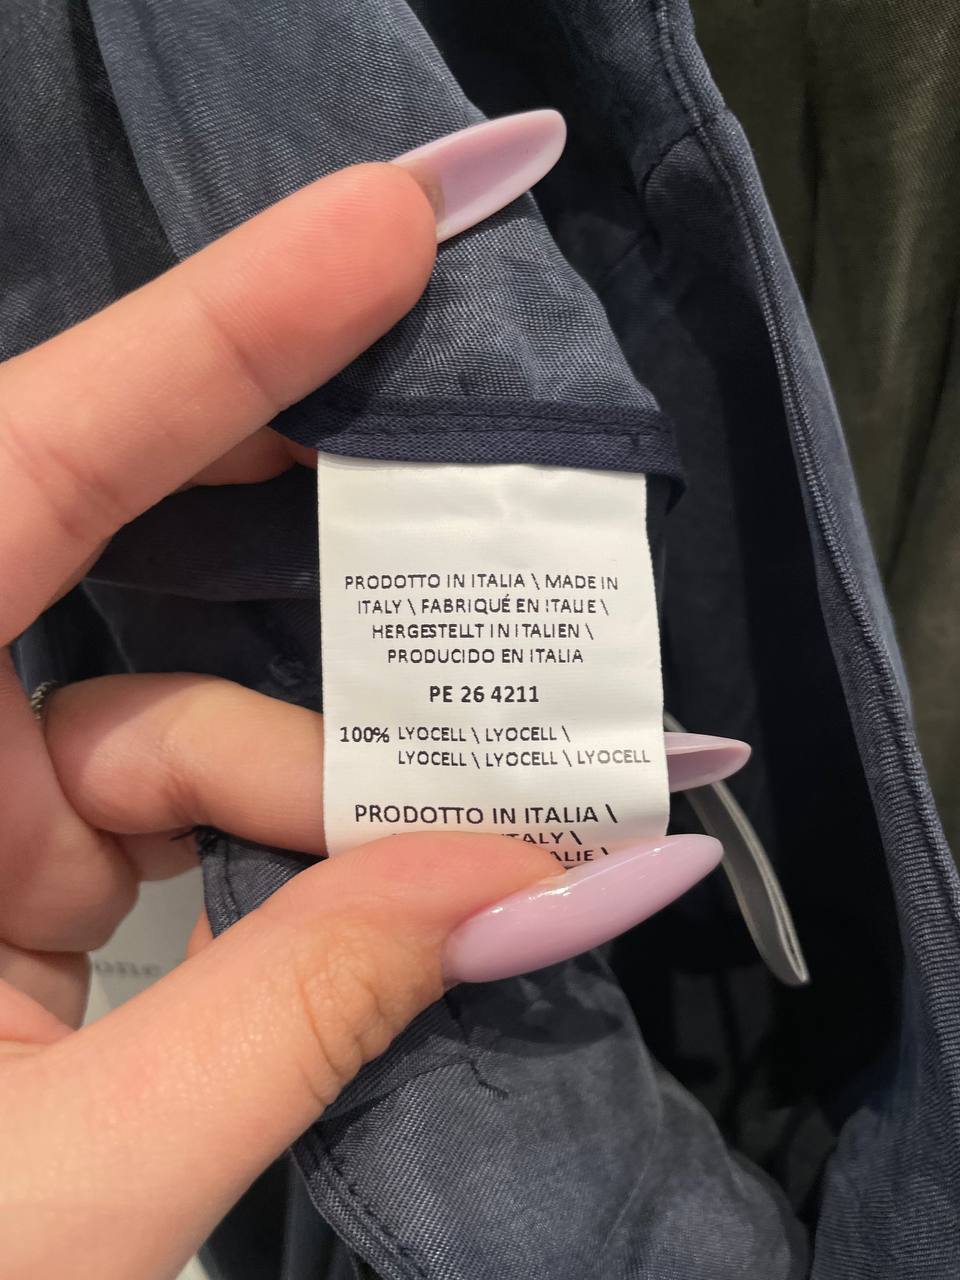 PRODOTTO IN ITALIA \ MADE IN
ITALY \ FABRIQUÉ EN ITALIE \
HERGESTELLT IN ITALIEN \
PRODUCIDO EN ITALIA
PE 26 4211
100% LYOCELL \ LYOCELL \
LYOCELL \ LYOCELL \ LYOCELL
PRODOTTO IN ITALIA \
ITALY \